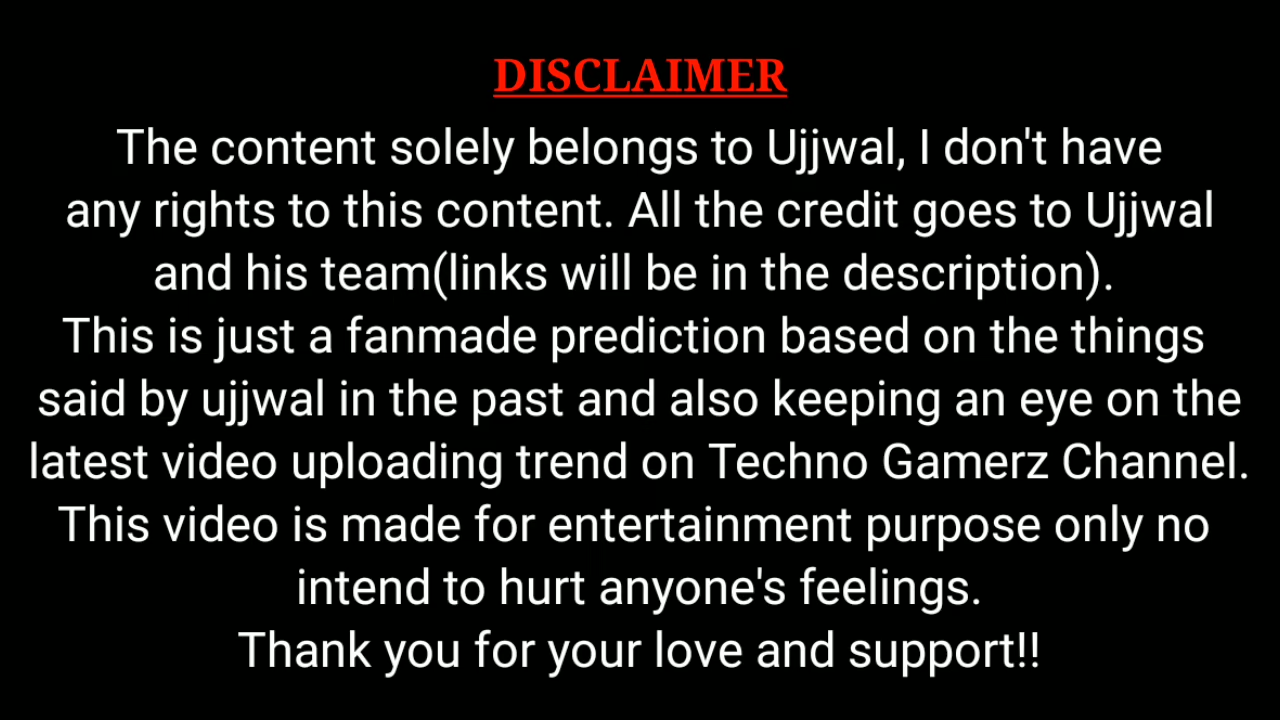 DISCLAIMER
The content solely belongs to Ujjwal, I don't have
any rights to this content. All the credit goes to Ujjwal
and his team(links will be in the description).
This is just a fanmade prediction based on the things
said by ujjwal in the past and also keeping an eye on the
latest video uploading trend on Techno Gamerz Channel.
This video is made for entertainment purpose only no
intend to hurt anyone's feelings.
Thank you for your love and support!!